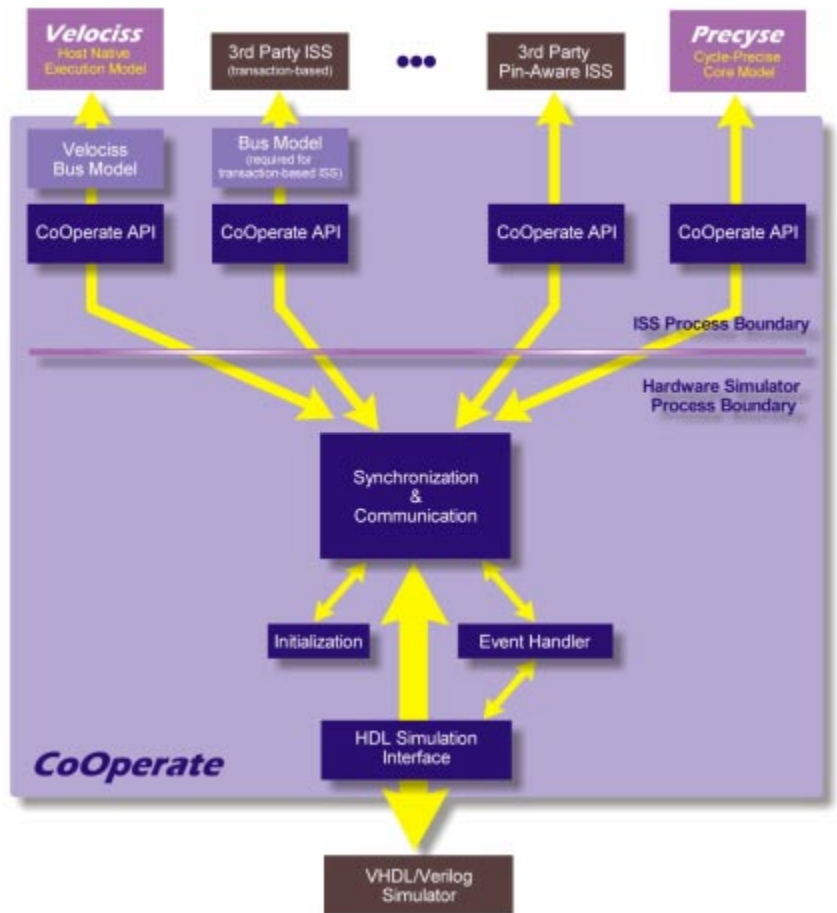 Velociss
Host Native
Execution Model
3rd Party ISS
(transaction-based)
•••
3rd Party
Pin-Aware ISS
Precyse
Cycle-Precise
Core Model
Velociss
Bus Model
Bus Model
(required for
transaction-based ISS)
CoOperate API
CoOperate API
CoOperate API
CoOperate API
ISS Process Boundary
Hardware Simulator
Process Boundary
Synchronization
&
Communication
Initialization
Event Handler
HDL Simulation
Interface
CoOperate
VHDL/Verilog
Simulator